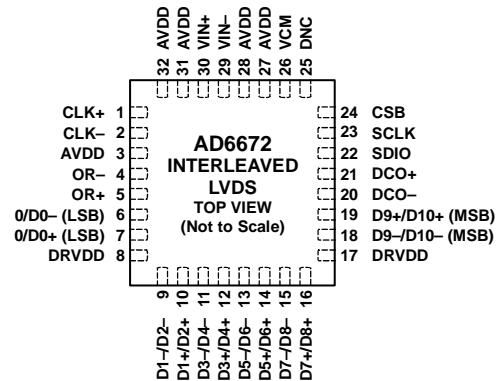 32 AVDD
31 AVDD
30 VIN+
29 VIN–
28 AVDD
27 AVDD
26 VCM
25 DNC
CLK+ 1
CLK– 2
AVDD 3
OR– 4
OR+ 5
0/D0– (LSB) 6
0/D0+ (LSB) 7
DRVDD 8
AD6672
INTERLEAVED
LVDS
TOP VIEW
(Not to Scale)
24 CSB
23 SCLK
22 SDIO
21 DCO+
20 DCO–
19 D9+/D10+ (MSB)
18 D9–/D10– (MSB)
17 DRVDD
D1–/D2– 9
D1+/D2+ 10
D3–/D4– 11
D3+/D4+ 12
D5–/D6– 13
D5+/D6+ 14
D7–/D8– 15
D7+/D8+ 16